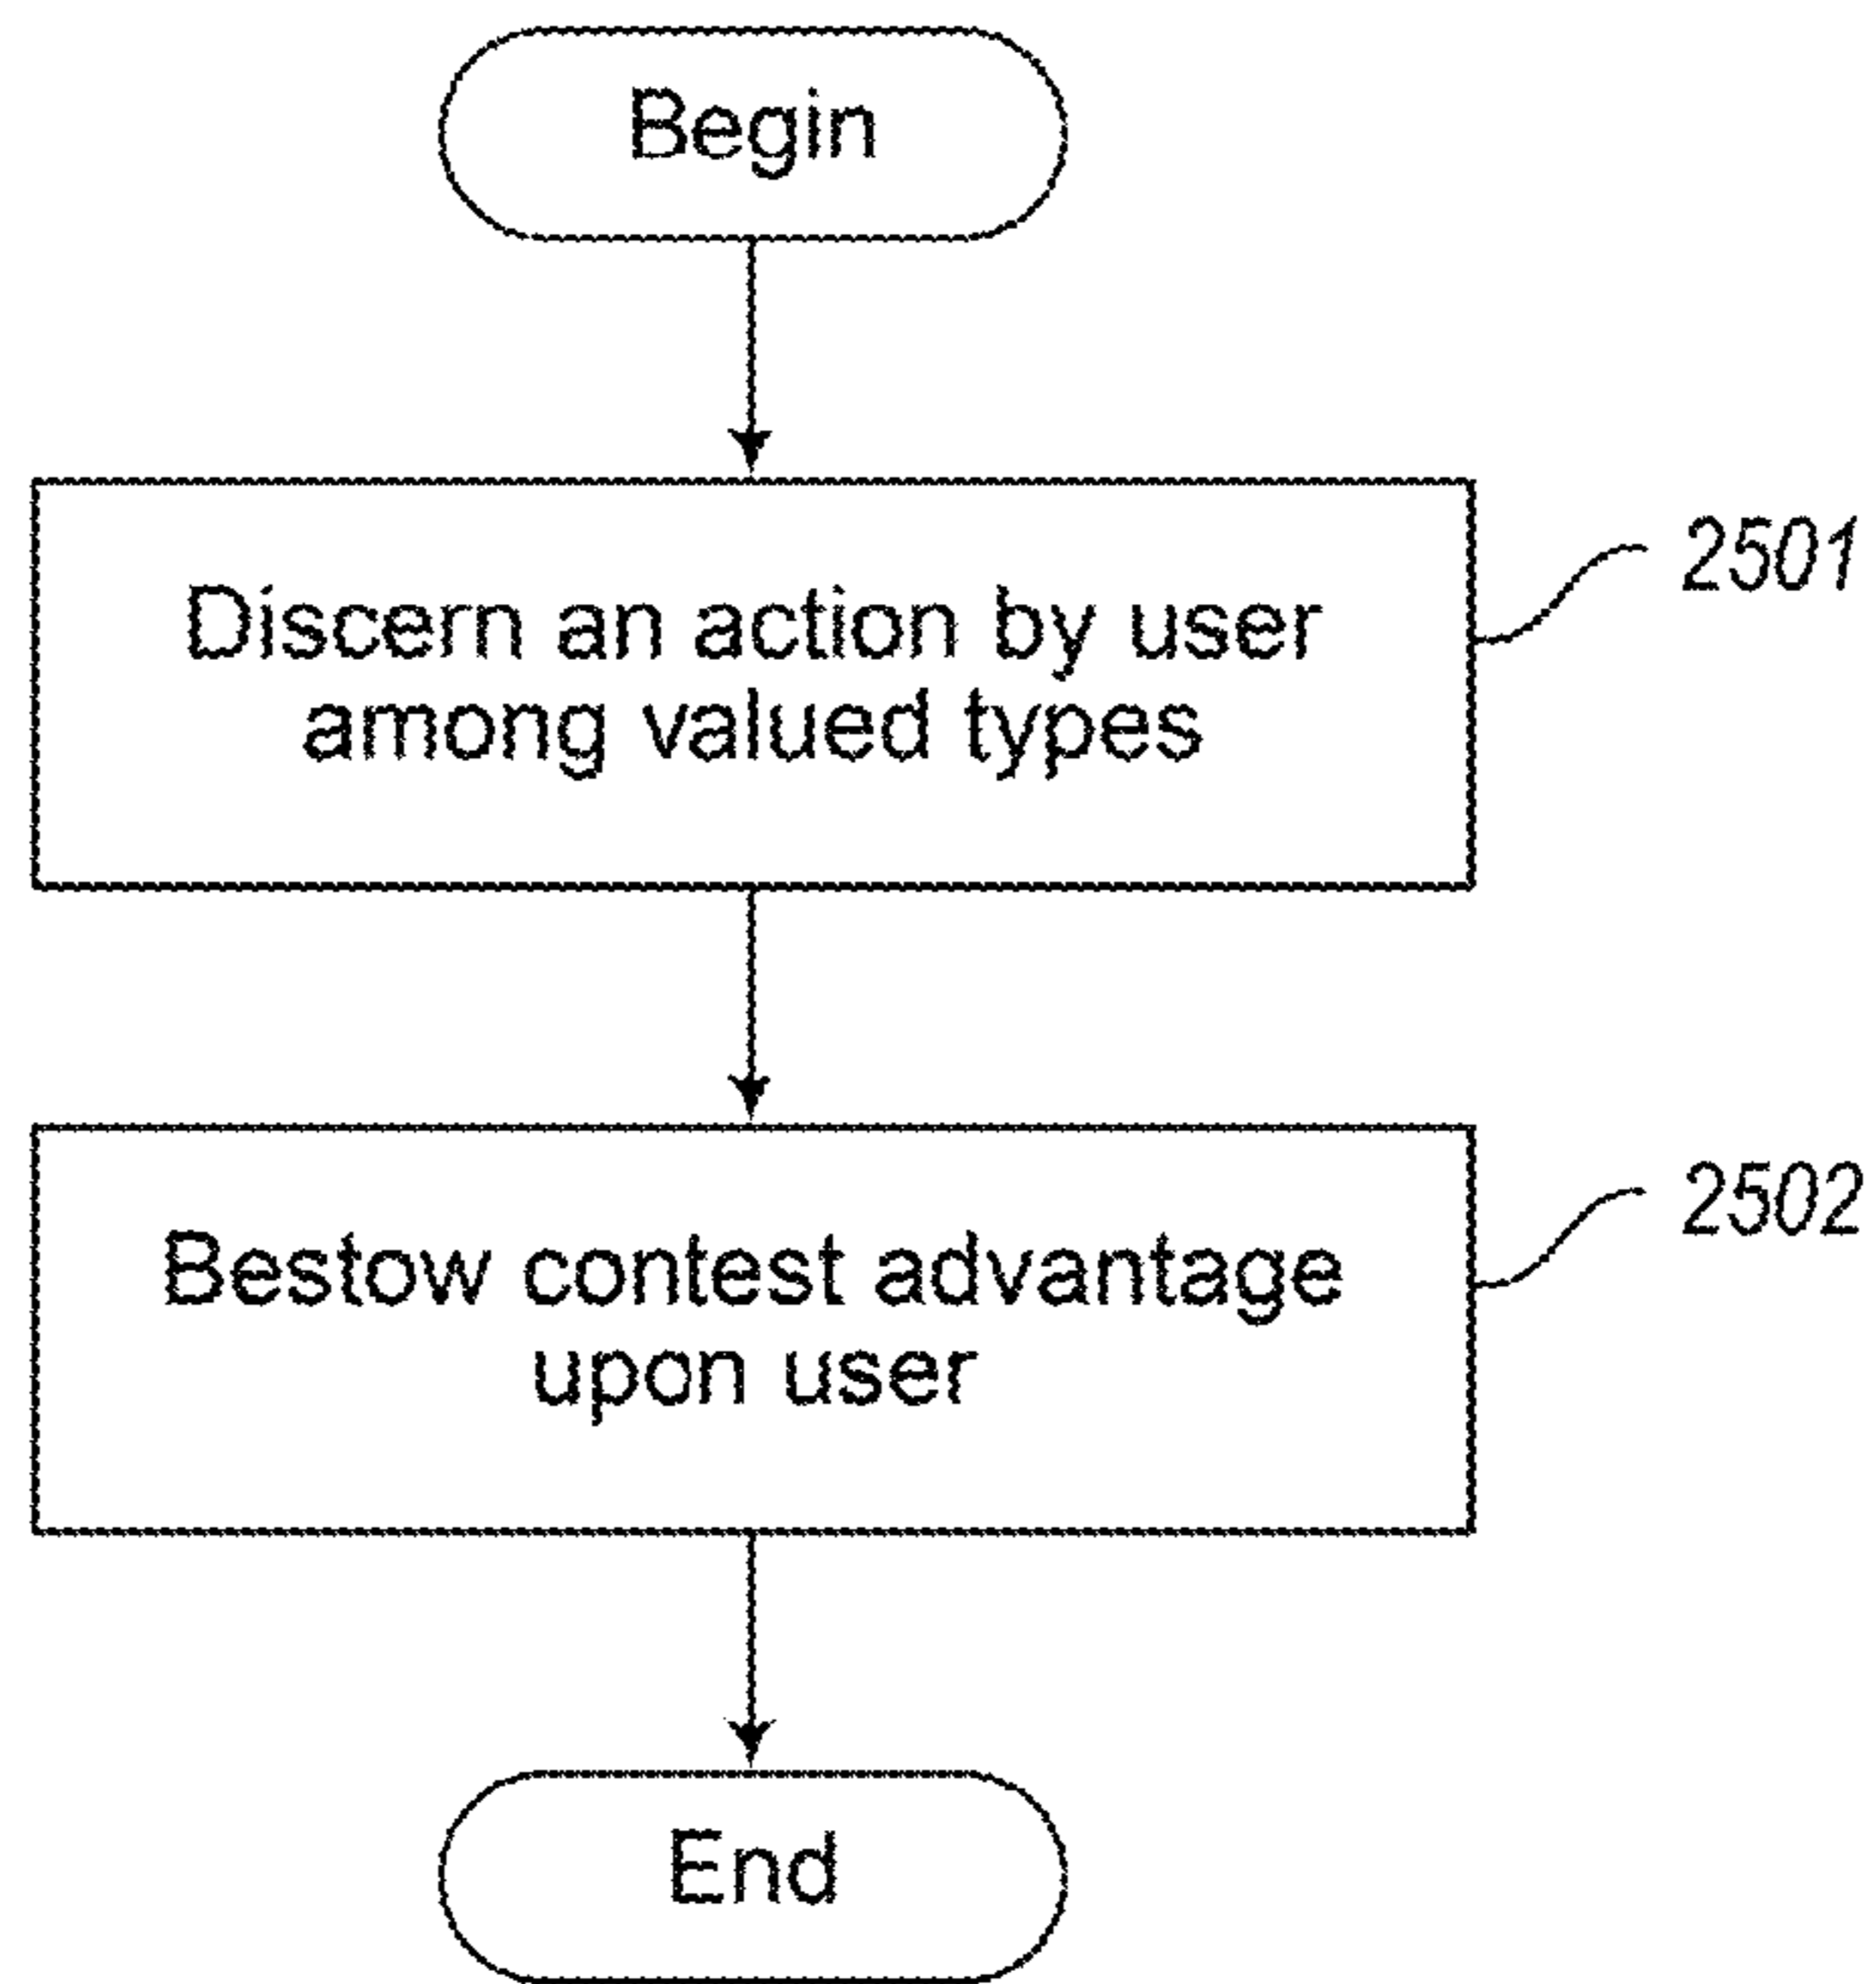 Begin
Discern an action by user
among valued types
2501
Bestow contest advantage
upon user
2502
End